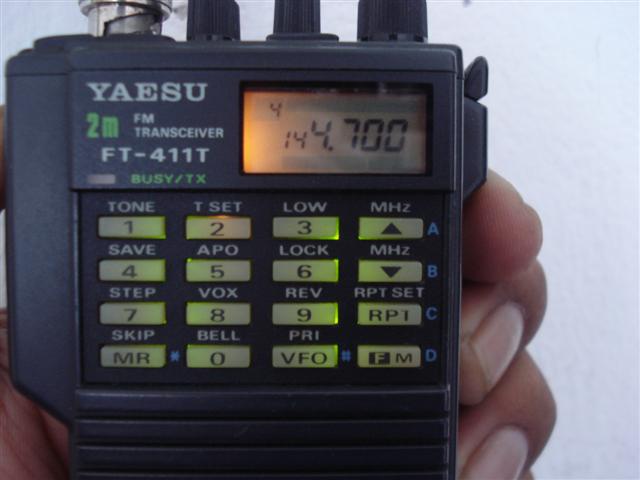 YAESU
2m FM TRANSCEIVER
FT-411T
BUSY/TX
4
144.700
TONE T SET LOW MHz
1 2 3 ▲ A
SAVE APO LOCK MHz
4 5 6 ▼ B
STEP VOX REV RPT SET
7 8 9 RPT C
SKIP BELL PRI
MR * 0 VFO # F M D